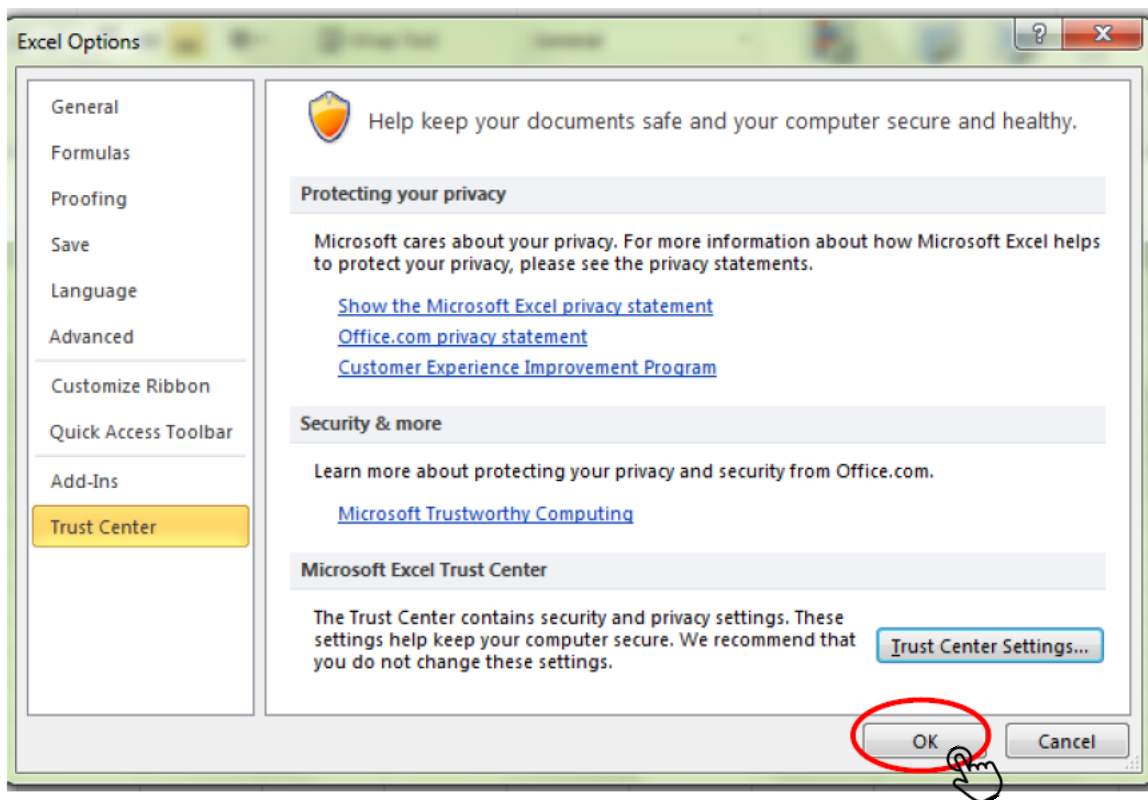 Excel Options
General
Formulas
Proofing
Save
Language
Advanced
Customize Ribbon
Quick Access Toolbar
Add-Ins
Trust Center
Help keep your documents safe and your computer secure and healthy.
Protecting your privacy
Microsoft cares about your privacy. For more information about how Microsoft Excel helps
to protect your privacy, please see the privacy statements.
Show the Microsoft Excel privacy statement
Office.com privacy statement
Customer Experience Improvement Program
Security & more
Learn more about protecting your privacy and security from Office.com.
Microsoft Trustworthy Computing
Microsoft Excel Trust Center
The Trust Center contains security and privacy settings. These
settings help keep your computer secure. We recommend that
you do not change these settings.
Trust Center Settings...
OK
Cancel